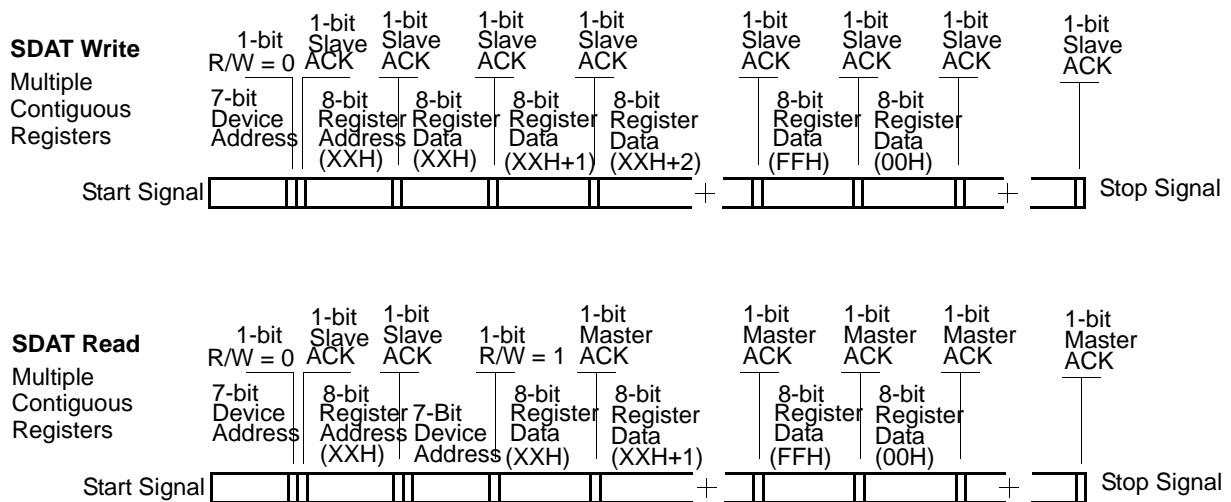 SDAT Write
Multiple
Contiguous
Registers
1-bit
R/W = 0
1-bit
Slave
ACK
1-bit
Slave
ACK
1-bit
Slave
ACK
1-bit
Slave
ACK
1-bit
Slave
ACK
1-bit
Slave
ACK
1-bit
Slave
ACK
1-bit
Slave
ACK
7-bit
Device
Address
8-bit
Register
Address
(XXH)
8-bit
Register
Data
(XXH)
8-bit
Register
Data
(XXH+1)
8-bit
Register
Data
(XXH+2)
8-bit
Register
Data
(FFH)
8-bit
Register
Data
(00H)
Start Signal
Stop Signal
SDAT Read
Multiple
Contiguous
Registers
1-bit
R/W = 0
1-bit
Slave
ACK
1-bit
Slave
ACK
1-bit
R/W = 1
1-bit
Master
ACK
1-bit
Master
ACK
1-bit
Master
ACK
1-bit
Master
ACK
1-bit
Master
ACK
7-bit
Device
Address
8-bit
Register
Address
(XXH)
7-Bit
Device
Address
8-bit
Register
Data
(XXH)
8-bit
Register
Data
(XXH+1)
8-bit
Register
Data
(FFH)
8-bit
Register
Data
(00H)
Start Signal
Stop Signal